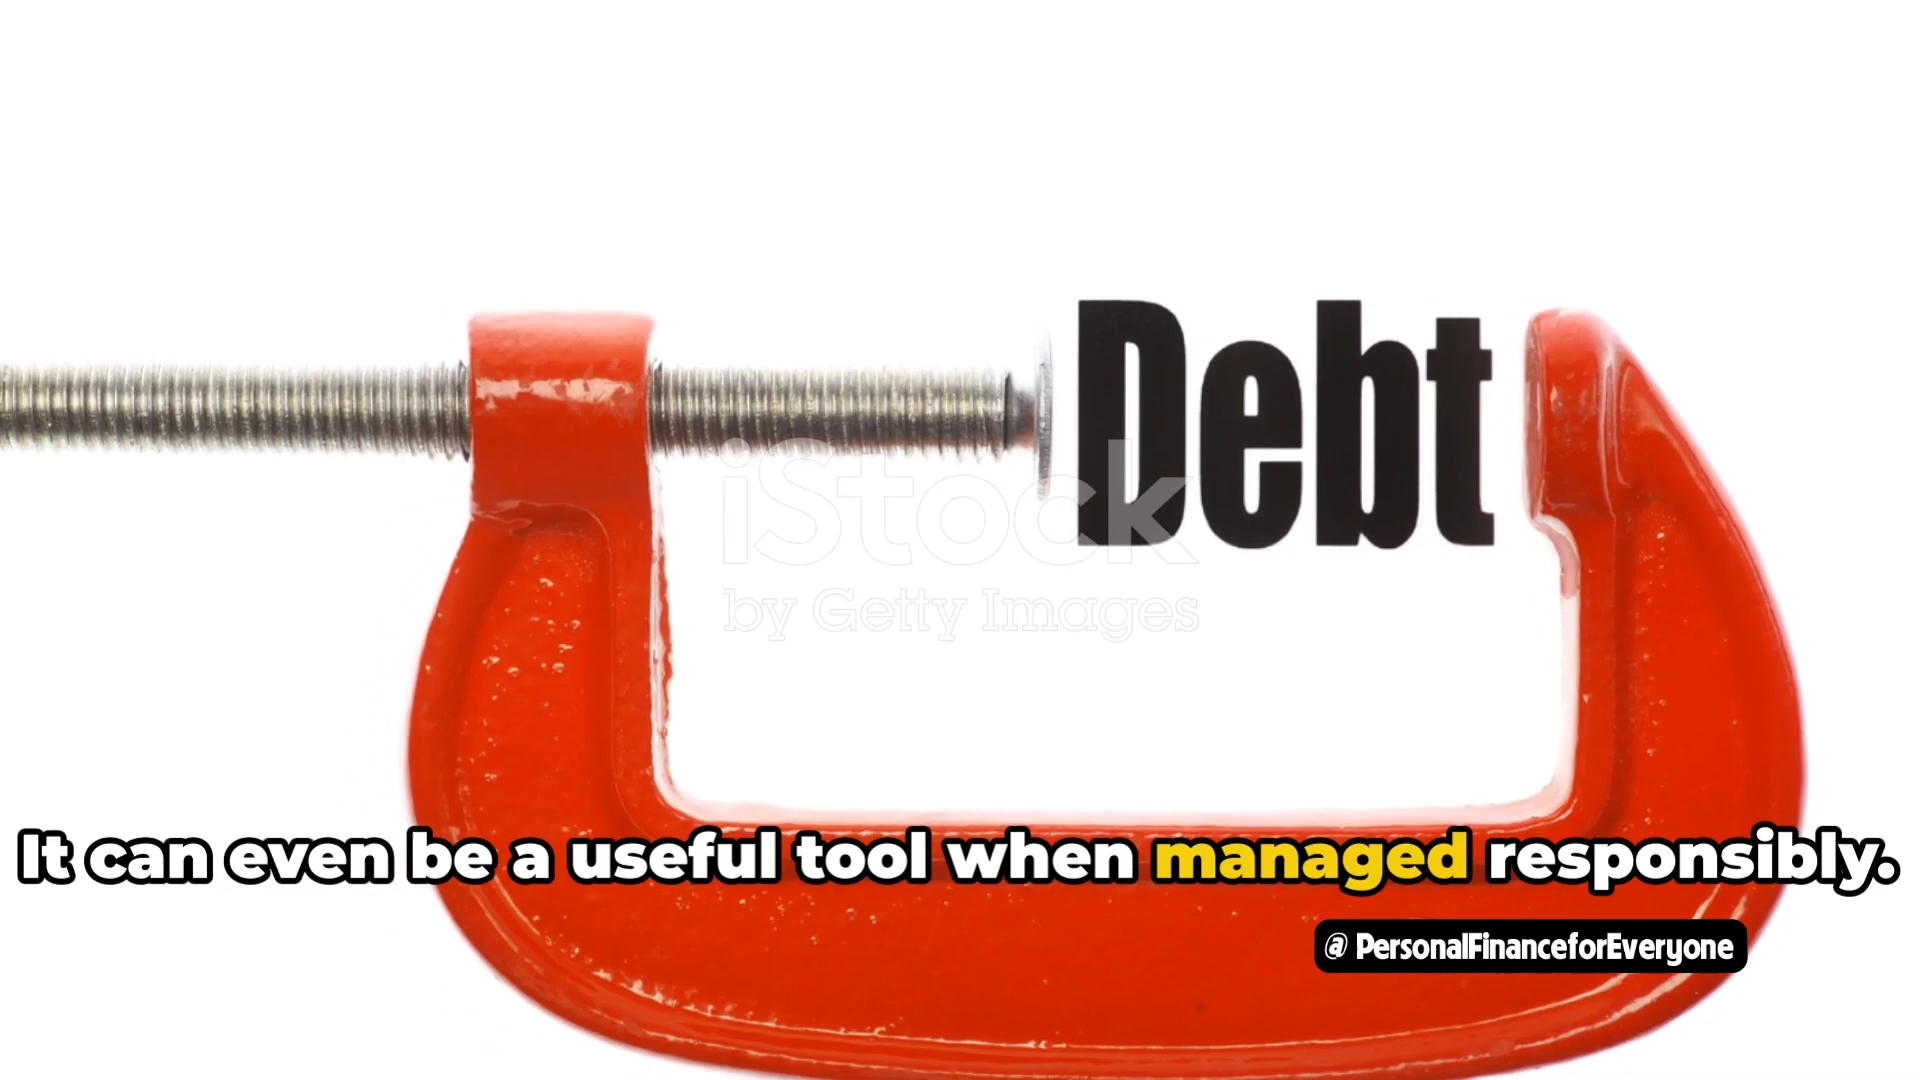 Debt
iStock
by Getty Images
It can even be a useful tool when managed responsibly.
@ PersonalFinanceforEveryone